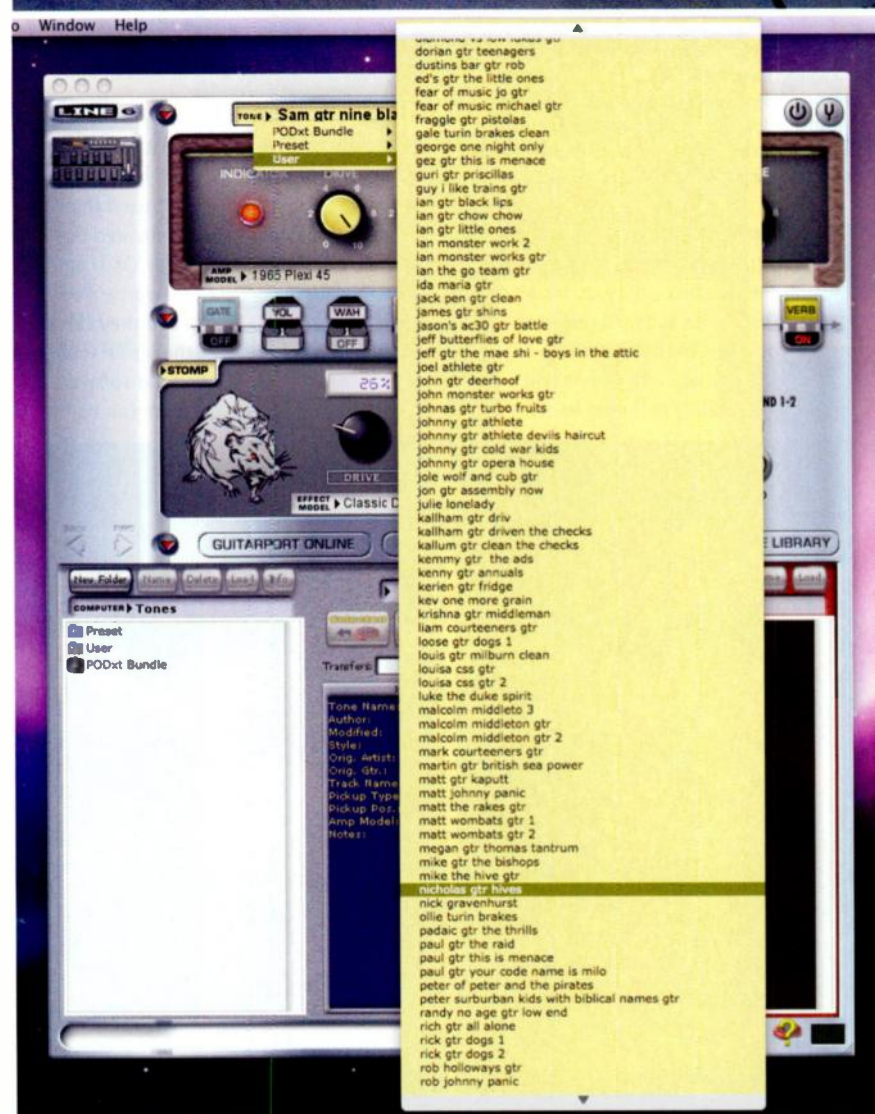 Window Help
LINE 6
TONE Sam gtr nine bla
PODxt Bundle
Preset
User
INDICATOR DRIVE
4 6
2 8 2
0 10
AMP MODEL 1965 Plexi 45
GATE OFF
VOL
WAH OFF
VERB ON
STOMP
26%
DRIVE
EFFECT MODEL Classic D
ND 1-2
GUITARPORT ONLINE
LIBRARY
New Folder Name Delete Load Info
Load
COMPUTER Tones
Preset
User
PODxt Bundle
Transfers
Tone Name:
Author:
Modified:
Style:
Orig. Artist:
Orig. Gtr.:
Track Name
Pickup Type
Pickup Pos.:
Amp Model:
Notes:
dorian gtr teenagers
dustins bar gtr rob
ed's gtr the little ones
fear of music jo gtr
fear of music michael gtr
fraggle gtr pistolas
gale turin brakes clean
george one night only
gez gtr this is menace
guri gtr priscillas
guy i like trains gtr
ian gtr black lips
ian gtr chow chow
ian gtr little ones
ian monster work 2
ian monster works gtr
ian the go team gtr
ida maria gtr
jack pen gtr clean
james gtr shins
jason's ac30 gtr battle
jeff butterflies of love gtr
jeff gtr the mae shi - boys in the attic
joel athlete gtr
john gtr deerhoof
john monster works gtr
johnas gtr turbo fruits
johnny gtr athlete
johnny gtr athlete devils haircut
johnny gtr cold war kids
johnny gtr opera house
jole wolf and cub gtr
jon gtr assembly now
julie lonelady
kallham gtr driv
kallham gtr driven the checks
kallum gtr clean the checks
kemmy gtr the ads
kenny gtr annuals
kerien gtr fridge
kev one more grain
krishna gtr middleman
liam courteeners gtr
loose gtr dogs 1
louis gtr milburn clean
louisa css gtr
louisa css gtr 2
luke the duke spirit
malcolm middleto 3
malcolm middleton gtr
malcolm middleton gtr 2
mark courteeners gtr
martin gtr british sea power
matt gtr kaputt
matt johnny panic
matt the rakes gtr
matt wombats gtr 1
matt wombats gtr 2
megan gtr thomas tantrum
mike gtr the bishops
mike the hive gtr
nicholas gtr hives
nick gravenhurst
ollie turin brakes
padaic gtr the thrills
paul gtr the raid
paul gtr this is menace
paul gtr your code name is milo
peter of peter and the pirates
peter surburban kids with biblical names gtr
randy no age gtr low end
rich gtr all alone
rick gtr dogs 1
rick gtr dogs 2
rob holloways gtr
rob johnny panic